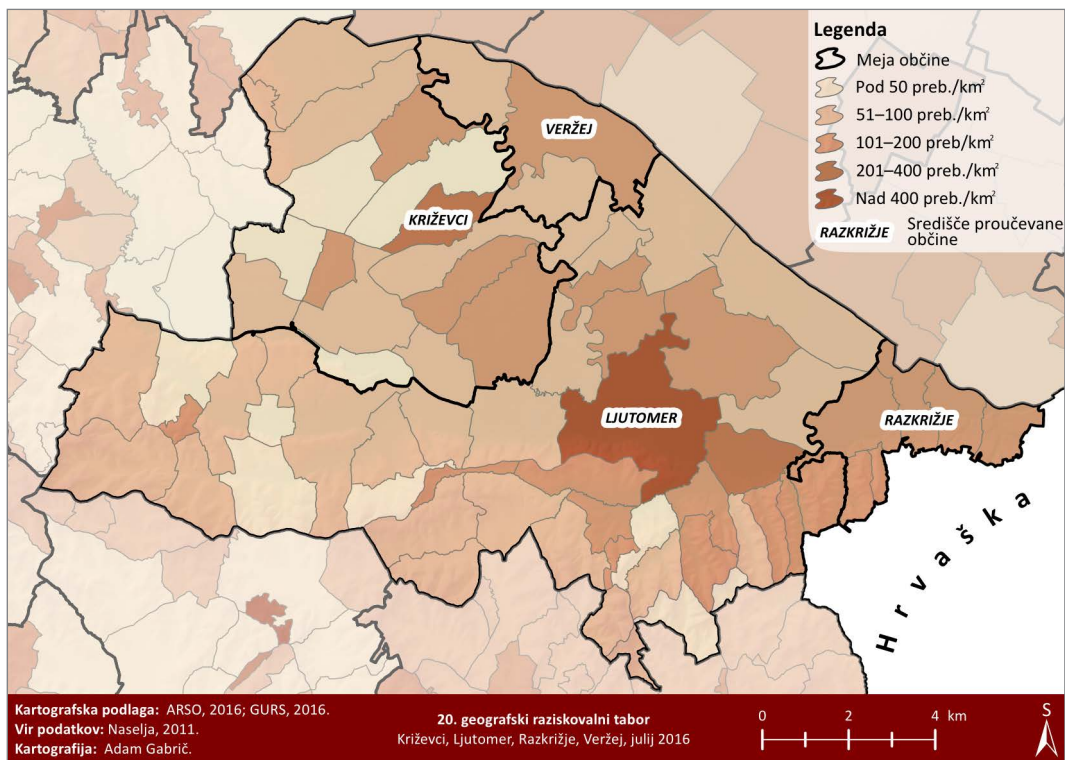 Legenda
Meja občine
Pod 50 preb./km²
51–100 preb./km²
101–200 preb/km²
201–400 preb./km²
Nad 400 preb./km²
RAZKRIŽJE Središče proučevane
občine
VERŽEJ
KRIŽEVCI
LJUTOMER
RAZKRIŽJE
Hrvaška
Kartografska podlaga: ARSO, 2016; GURS, 2016.
Vir podatkov: Naselja, 2011.
Kartografija: Adam Gabrič.
20. geografski raziskovalni tabor
Križevci, Ljutomer, Razkrižje, Veržej, julij 2016
0 2 4 km
S